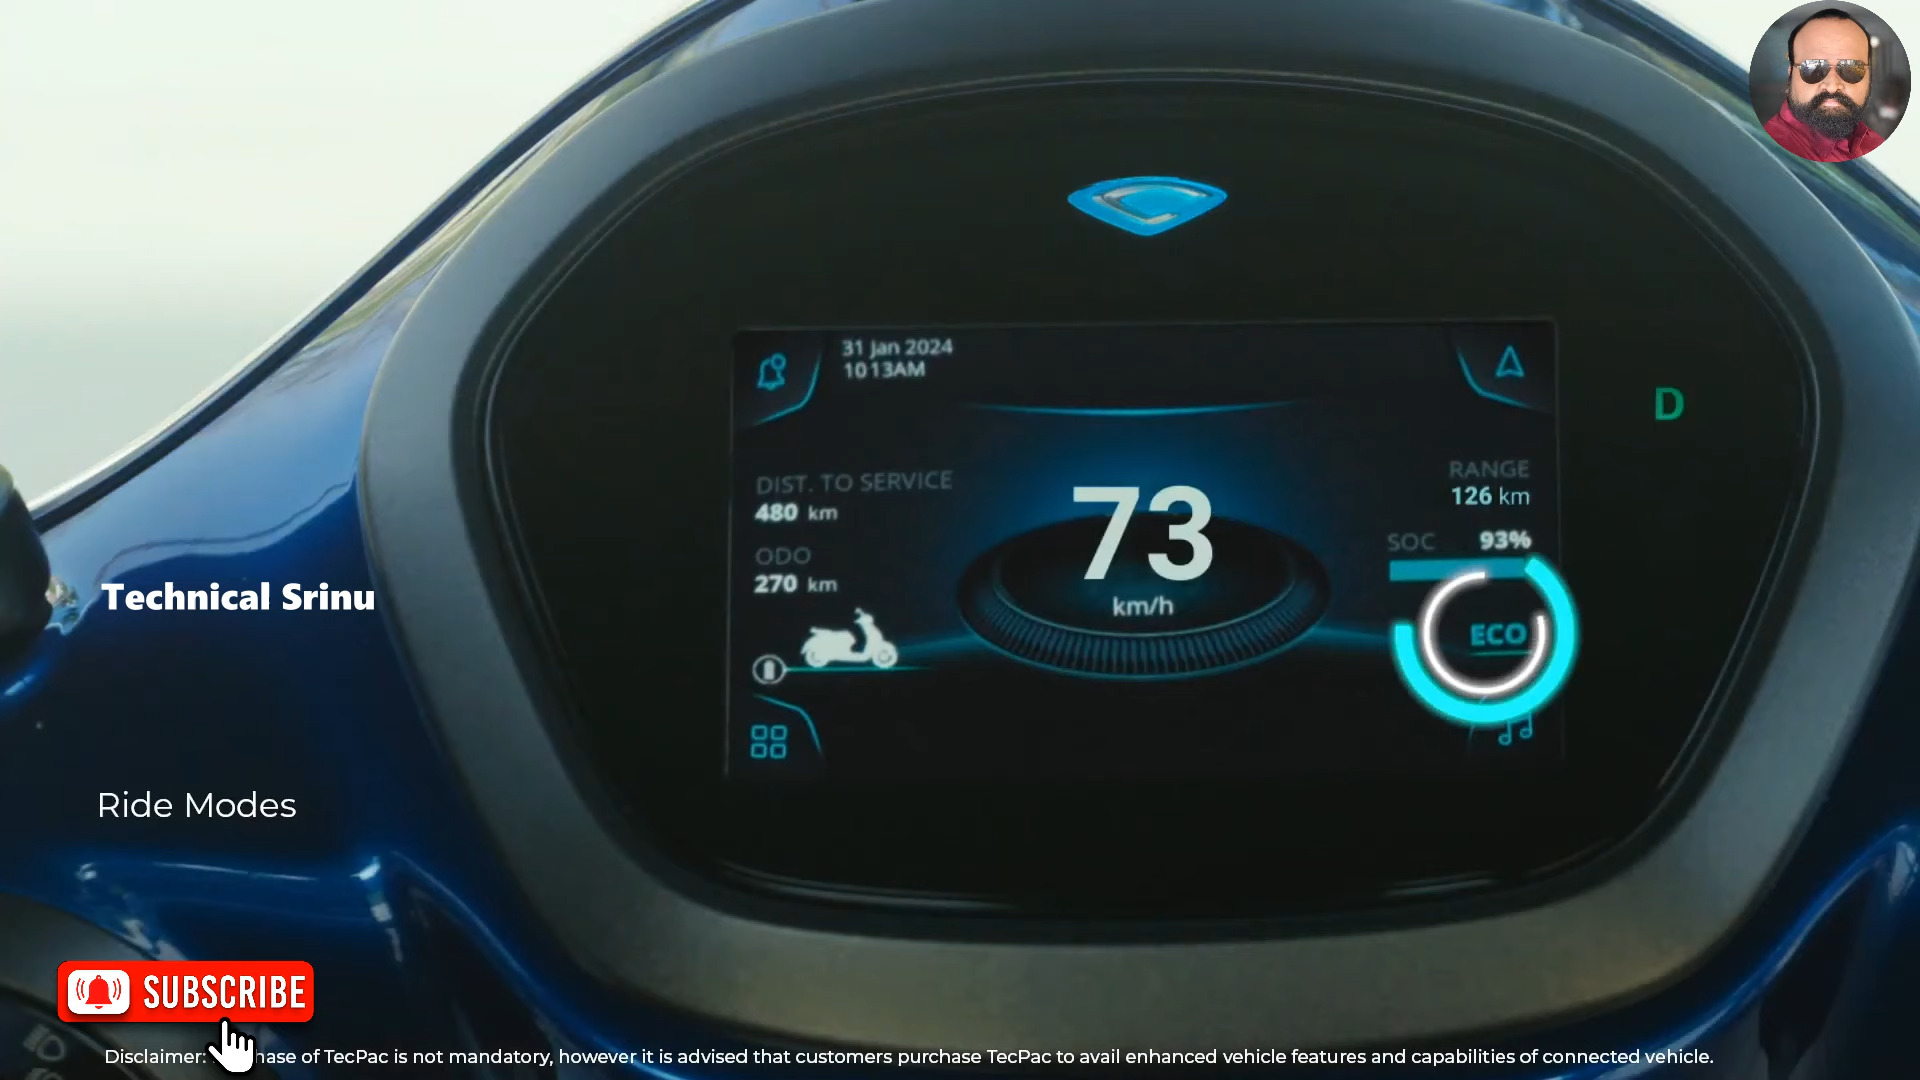 31 Jan 2024
10 13AM
D
DIST. TO SERVICE
480 km
ODO
270 km
73
km/h
RANGE
126 km
SOC 93%
ECO
Technical Srinu
Ride Modes
SUBSCRIBE
Disclaimer: hase of TecPac is not mandatory, however it is advised that customers purchase TecPac to avail enhanced vehicle features and capabilities of connected vehicle.